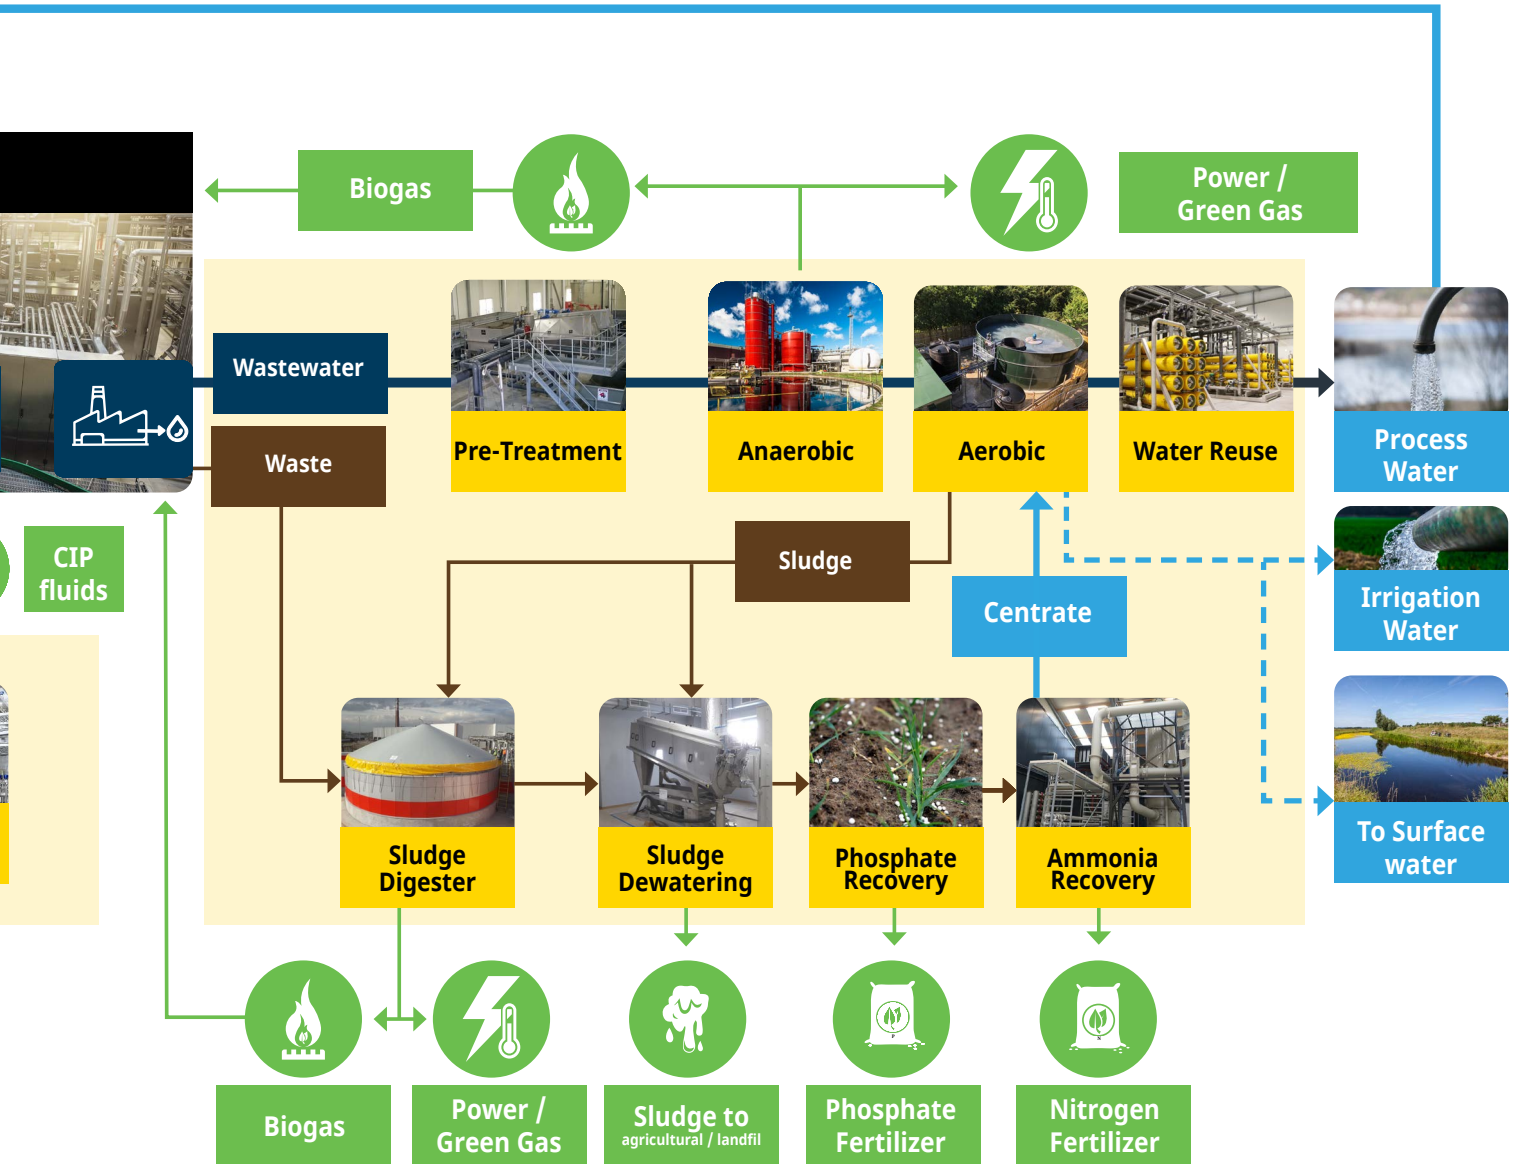 Biogas
Power /
Green Gas
Wastewater
Waste
Pre-Treatment
Anaerobic
Aerobic
Water Reuse
Process
Water
CIP
fluids
Sludge
Centrate
Irrigation
Water
Sludge
Digester
Sludge
Dewatering
Phosphate
Recovery
Ammonia
Recovery
To Surface
water
Biogas
Power /
Green Gas
Sludge to
agricultural / landfil
P
Phosphate
Fertilizer
N
Nitrogen
Fertilizer